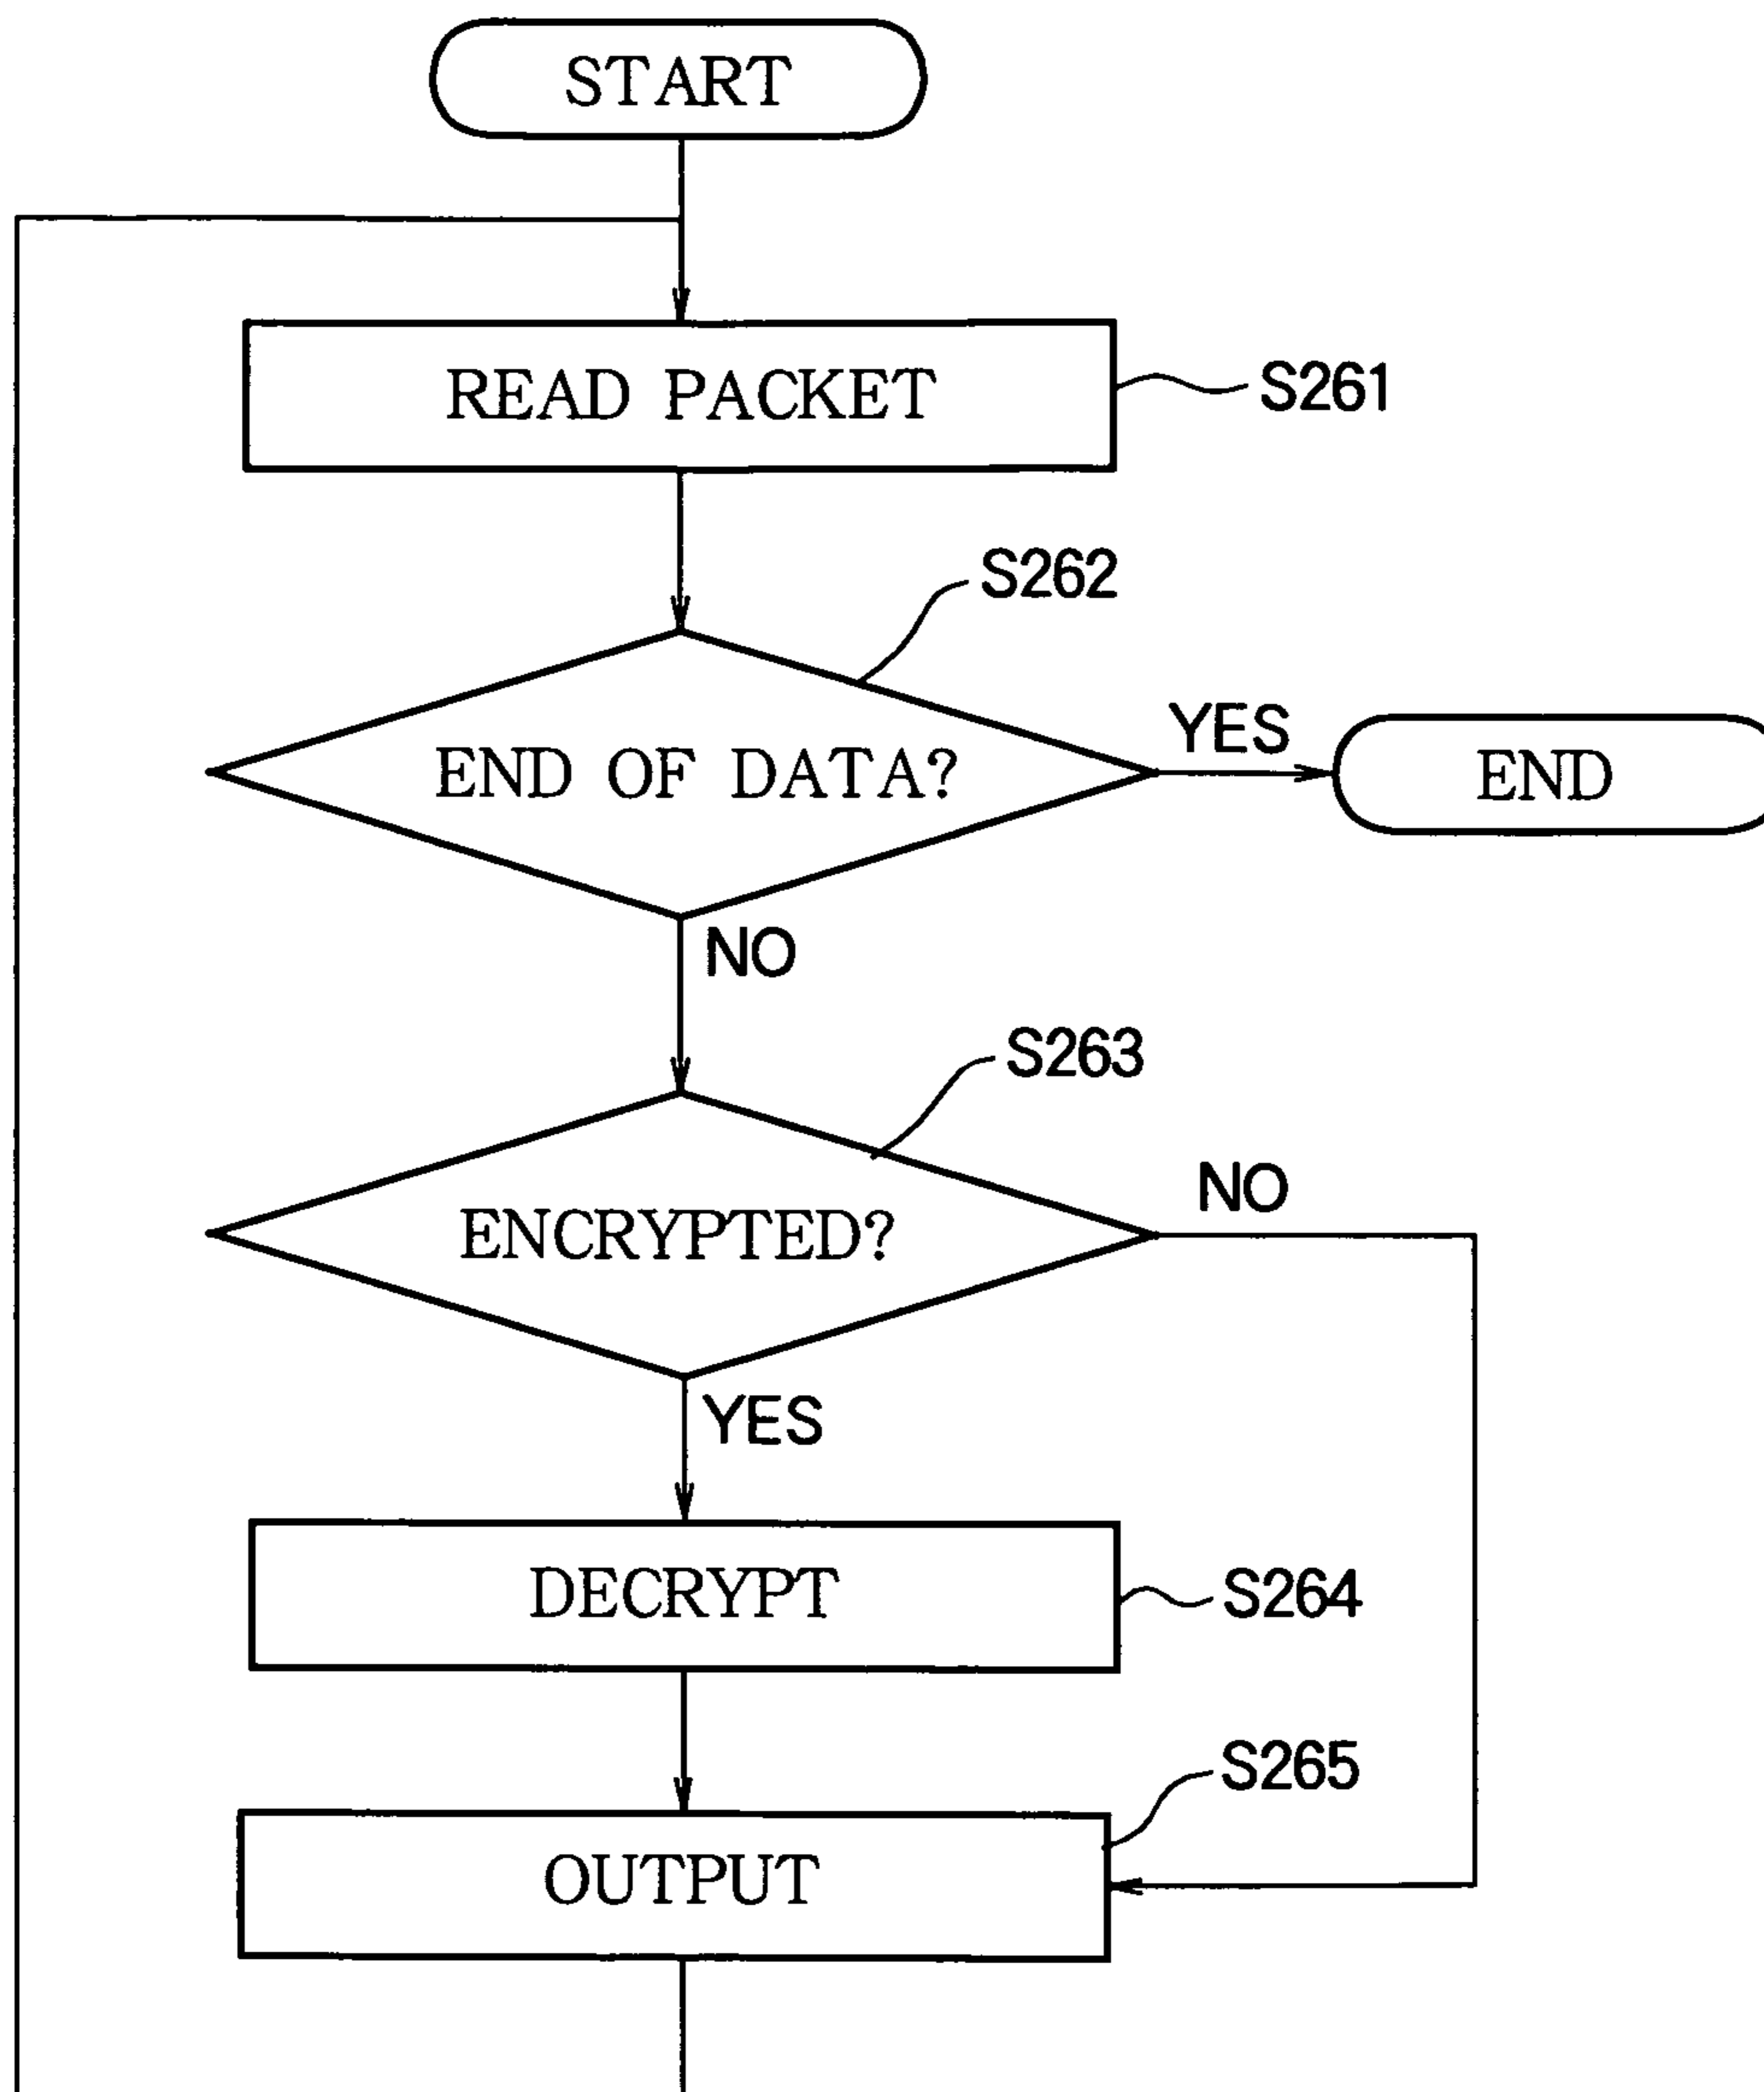 START
READ PACKET
S261
S262
END OF DATA?
YES
END
NO
S263
ENCRYPTED?
NO
YES
DECRYPT
S264
S265
OUTPUT